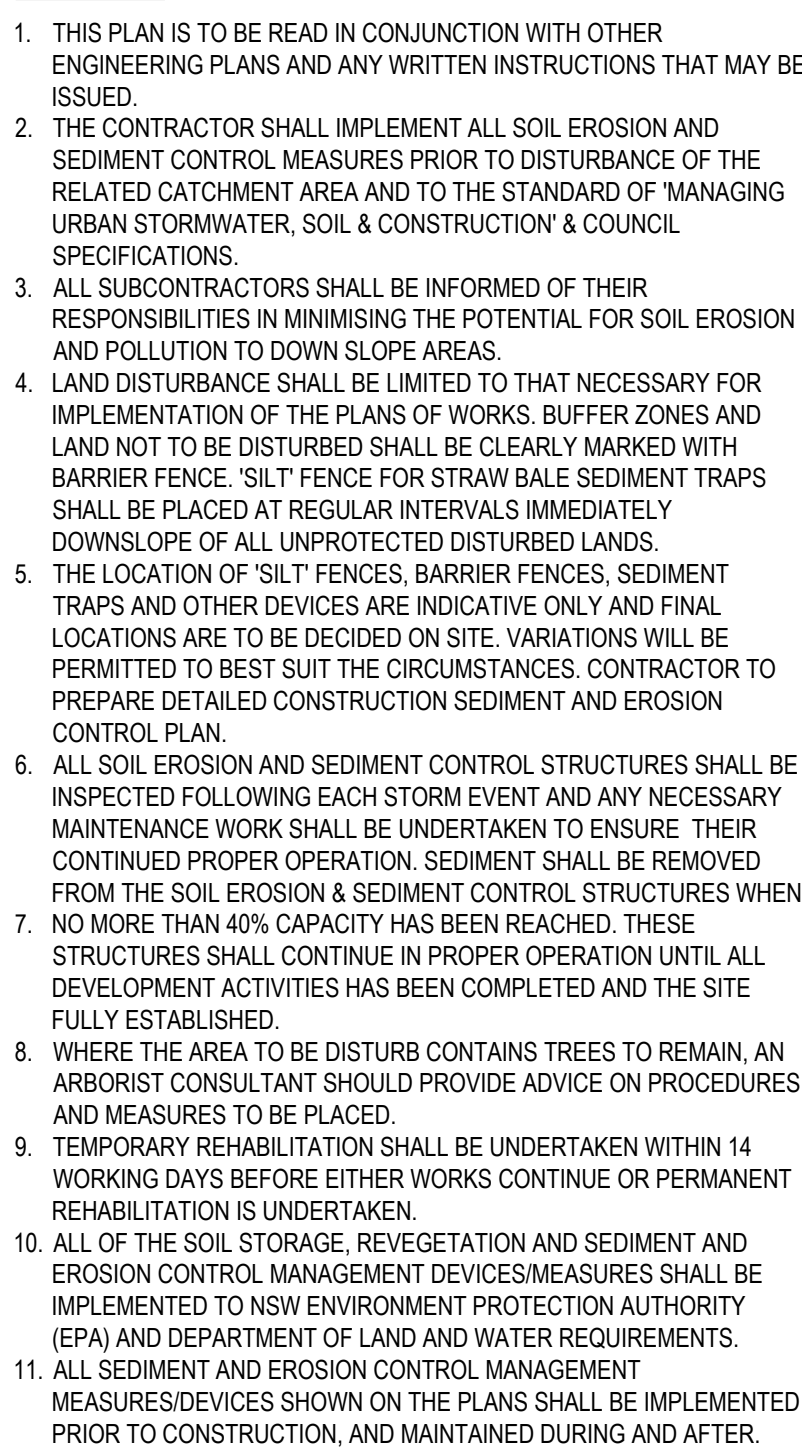 1. THIS PLAN IS TO BE READ IN CONJUNCTION WITH OTHER
ENGINEERING PLANS AND ANY WRITTEN INSTRUCTIONS THAT MAY BE
ISSUED.
2. THE CONTRACTOR SHALL IMPLEMENT ALL SOIL EROSION AND
SEDIMENT CONTROL MEASURES PRIOR TO DISTURBANCE OF THE
RELATED CATCHMENT AREA AND TO THE STANDARD OF 'MANAGING
URBAN STORMWATER, SOIL & CONSTRUCTION' & COUNCIL
SPECIFICATIONS.
3. ALL SUBCONTRACTORS SHALL BE INFORMED OF THEIR
RESPONSIBILITIES IN MINIMISING THE POTENTIAL FOR SOIL EROSION
AND POLLUTION TO DOWN SLOPE AREAS.
4. LAND DISTURBANCE SHALL BE LIMITED TO THAT NECESSARY FOR
IMPLEMENTATION OF THE PLANS OF WORKS. BUFFER ZONES AND
LAND NOT TO BE DISTURBED SHALL BE CLEARLY MARKED WITH
BARRIER FENCE. 'SILT' FENCE FOR STRAW BALE SEDIMENT TRAPS
SHALL BE PLACED AT REGULAR INTERVALS IMMEDIATELY
DOWNSLOPE OF ALL UNPROTECTED DISTURBED LANDS.
5. THE LOCATION OF 'SILT' FENCES, BARRIER FENCES, SEDIMENT
TRAPS AND OTHER DEVICES ARE INDICATIVE ONLY AND FINAL
LOCATIONS ARE TO BE DECIDED ON SITE. VARIATIONS WILL BE
PERMITTED TO BEST SUIT THE CIRCUMSTANCES. CONTRACTOR TO
PREPARE DETAILED CONSTRUCTION SEDIMENT AND EROSION
CONTROL PLAN.
6. ALL SOIL EROSION AND SEDIMENT CONTROL STRUCTURES SHALL BE
INSPECTED FOLLOWING EACH STORM EVENT AND ANY NECESSARY
MAINTENANCE WORK SHALL BE UNDERTAKEN TO ENSURE THEIR
CONTINUED PROPER OPERATION. SEDIMENT SHALL BE REMOVED
FROM THE SOIL EROSION & SEDIMENT CONTROL STRUCTURES WHEN
7. NO MORE THAN 40% CAPACITY HAS BEEN REACHED. THESE
STRUCTURES SHALL CONTINUE IN PROPER OPERATION UNTIL ALL
DEVELOPMENT ACTIVITIES HAS BEEN COMPLETED AND THE SITE
FULLY ESTABLISHED.
8. WHERE THE AREA TO BE DISTURB CONTAINS TREES TO REMAIN, AN
ARBORIST CONSULTANT SHOULD PROVIDE ADVICE ON PROCEDURES
AND MEASURES TO BE PLACED.
9. TEMPORARY REHABILITATION SHALL BE UNDERTAKEN WITHIN 14
WORKING DAYS BEFORE EITHER WORKS CONTINUE OR PERMANENT
REHABILITATION IS UNDERTAKEN.
10. ALL OF THE SOIL STORAGE, REVEGETATION AND SEDIMENT AND
EROSION CONTROL MANAGEMENT DEVICES/MEASURES SHALL BE
IMPLEMENTED TO NSW ENVIRONMENT PROTECTION AUTHORITY
(EPA) AND DEPARTMENT OF LAND AND WATER REQUIREMENTS.
11. ALL SEDIMENT AND EROSION CONTROL MANAGEMENT
MEASURES/DEVICES SHOWN ON THE PLANS SHALL BE IMPLEMENTED
PRIOR TO CONSTRUCTION, AND MAINTAINED DURING AND AFTER.